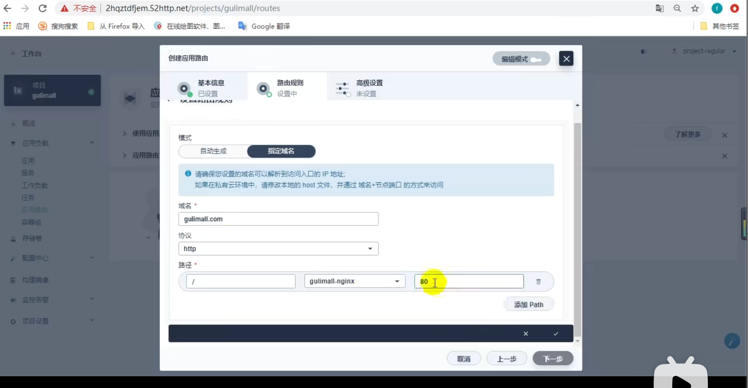 不安全 | 2hqztdfjem.52http.net/projects/gulimall/routes
应用 搜狗搜索 从 Firefox 导入 在线绘图软件、图... Google 翻译 其他书签
工作台
project-regular
项目
gulimall
概览
应用负载
应用
服务
工作负载
任务
应用路由
容器组
存储卷
配置中心
构建镜像
监控告警
项目设置
使用应用
应用路由
了解更多
创建应用路由
编辑模式
基本信息
已设置
路由规则
设置中
高级设置
未设置
模式
自动生成 指定域名
请确保您设置的域名可以解析到访问入口的 IP 地址;
如果在私有云环境中，请修改本地的 host 文件，并通过 域名+节点端口 的方式来访问
域名 *
gulimall.com
协议
http
路径 *
/ gulimall-nginx 80
添加 Path
取消 上一步 下一步